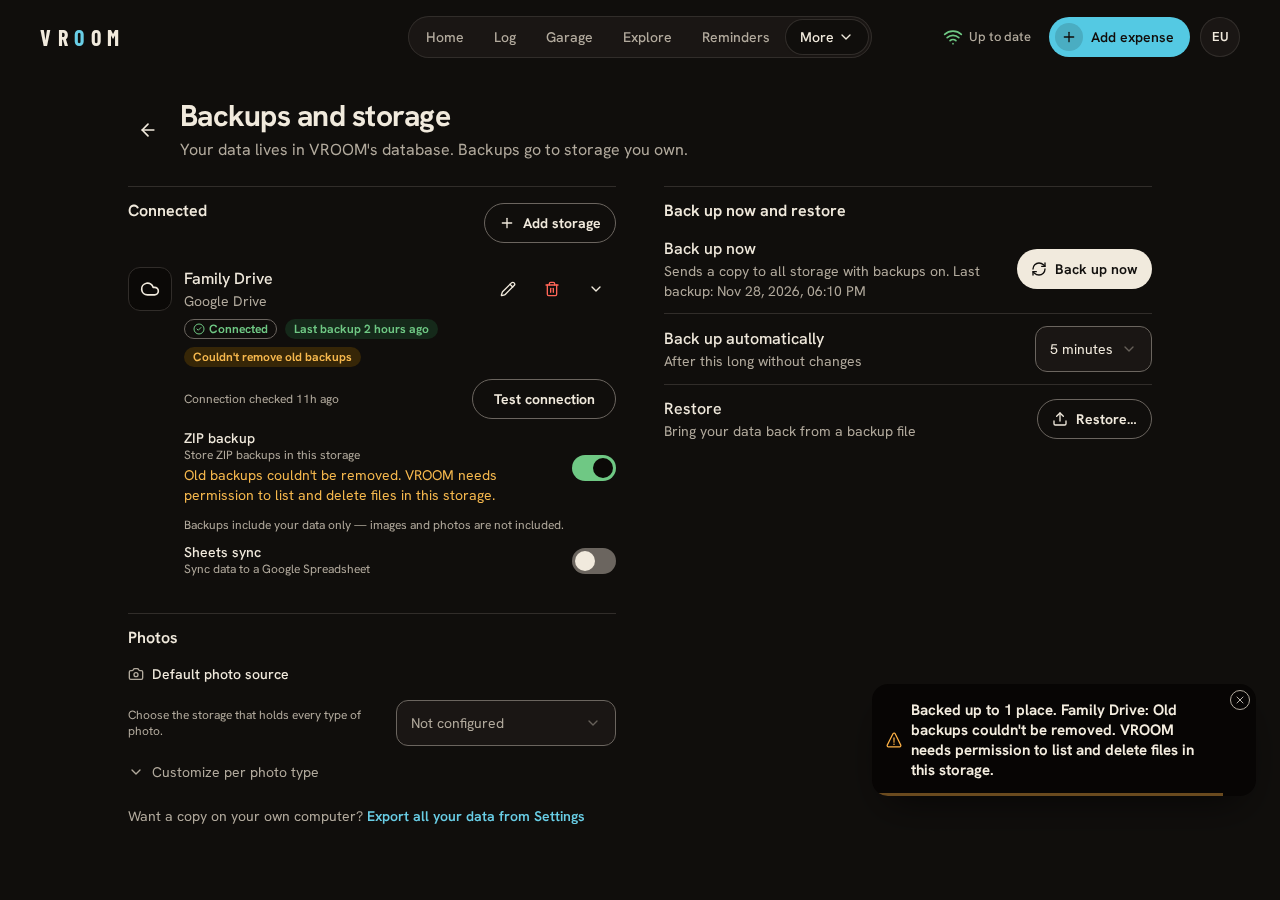 VROOM
Home
Log
Garage
Explore
Reminders
More
Up to date
Add expense
EU
Backups and storage
Your data lives in VROOM's database. Backups go to storage you own.
Connected
Add storage
Family Drive
Google Drive
Connected
Last backup 2 hours ago
Couldn't remove old backups
Connection checked 11h ago
Test connection
ZIP backup
Store ZIP backups in this storage
Old backups couldn't be removed. VROOM needs
permission to list and delete files in this storage.
Backups include your data only — images and photos are not included.
Sheets sync
Sync data to a Google Spreadsheet
Photos
Default photo source
Choose the storage that holds every type of
photo.
Not configured
Customize per photo type
Want a copy on your own computer? Export all your data from Settings
Back up now and restore
Back up now
Sends a copy to all storage with backups on. Last
backup: Nov 28, 2026, 06:10 PM
Back up now
Back up automatically
After this long without changes
5 minutes
Restore
Bring your data back from a backup file
Restore...
Backed up to 1 place. Family Drive: Old
backups couldn't be removed. VROOM
needs permission to list and delete files in
this storage.